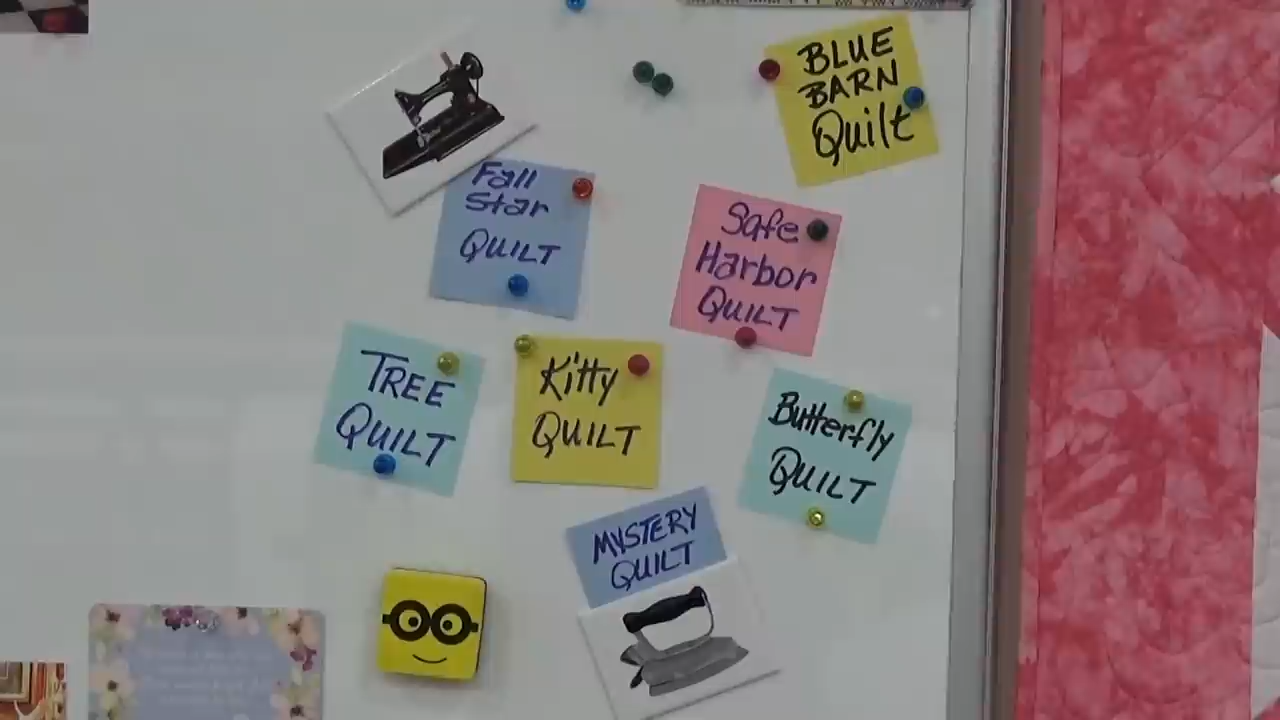 BLUE
BARN
Quilt
Fall
Star
QUILT
Safe
Harbor
QUILT
TREE
QUILT
Kitty
QUILT
Butterfly
QUILT
MYSTERY
QUILT